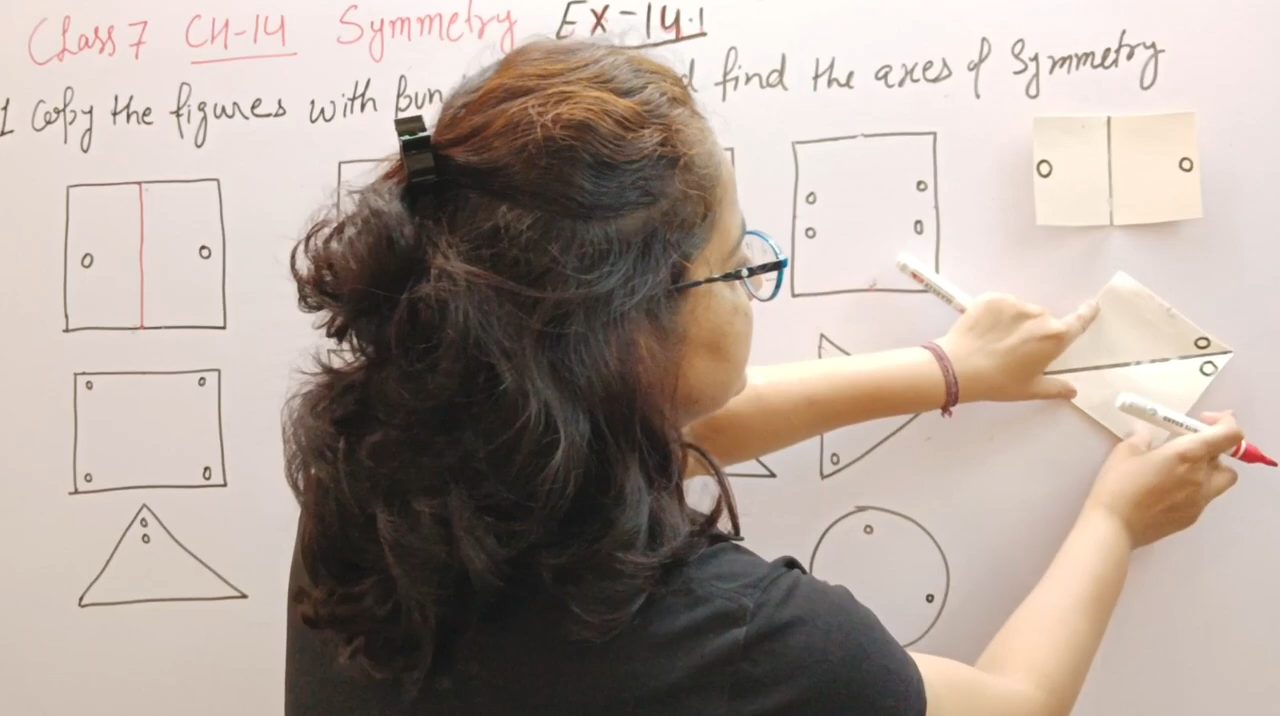 Class 7 CH-14 Symmetry Ex-14.1
1 Copy the figures with find the axes of Symmetry